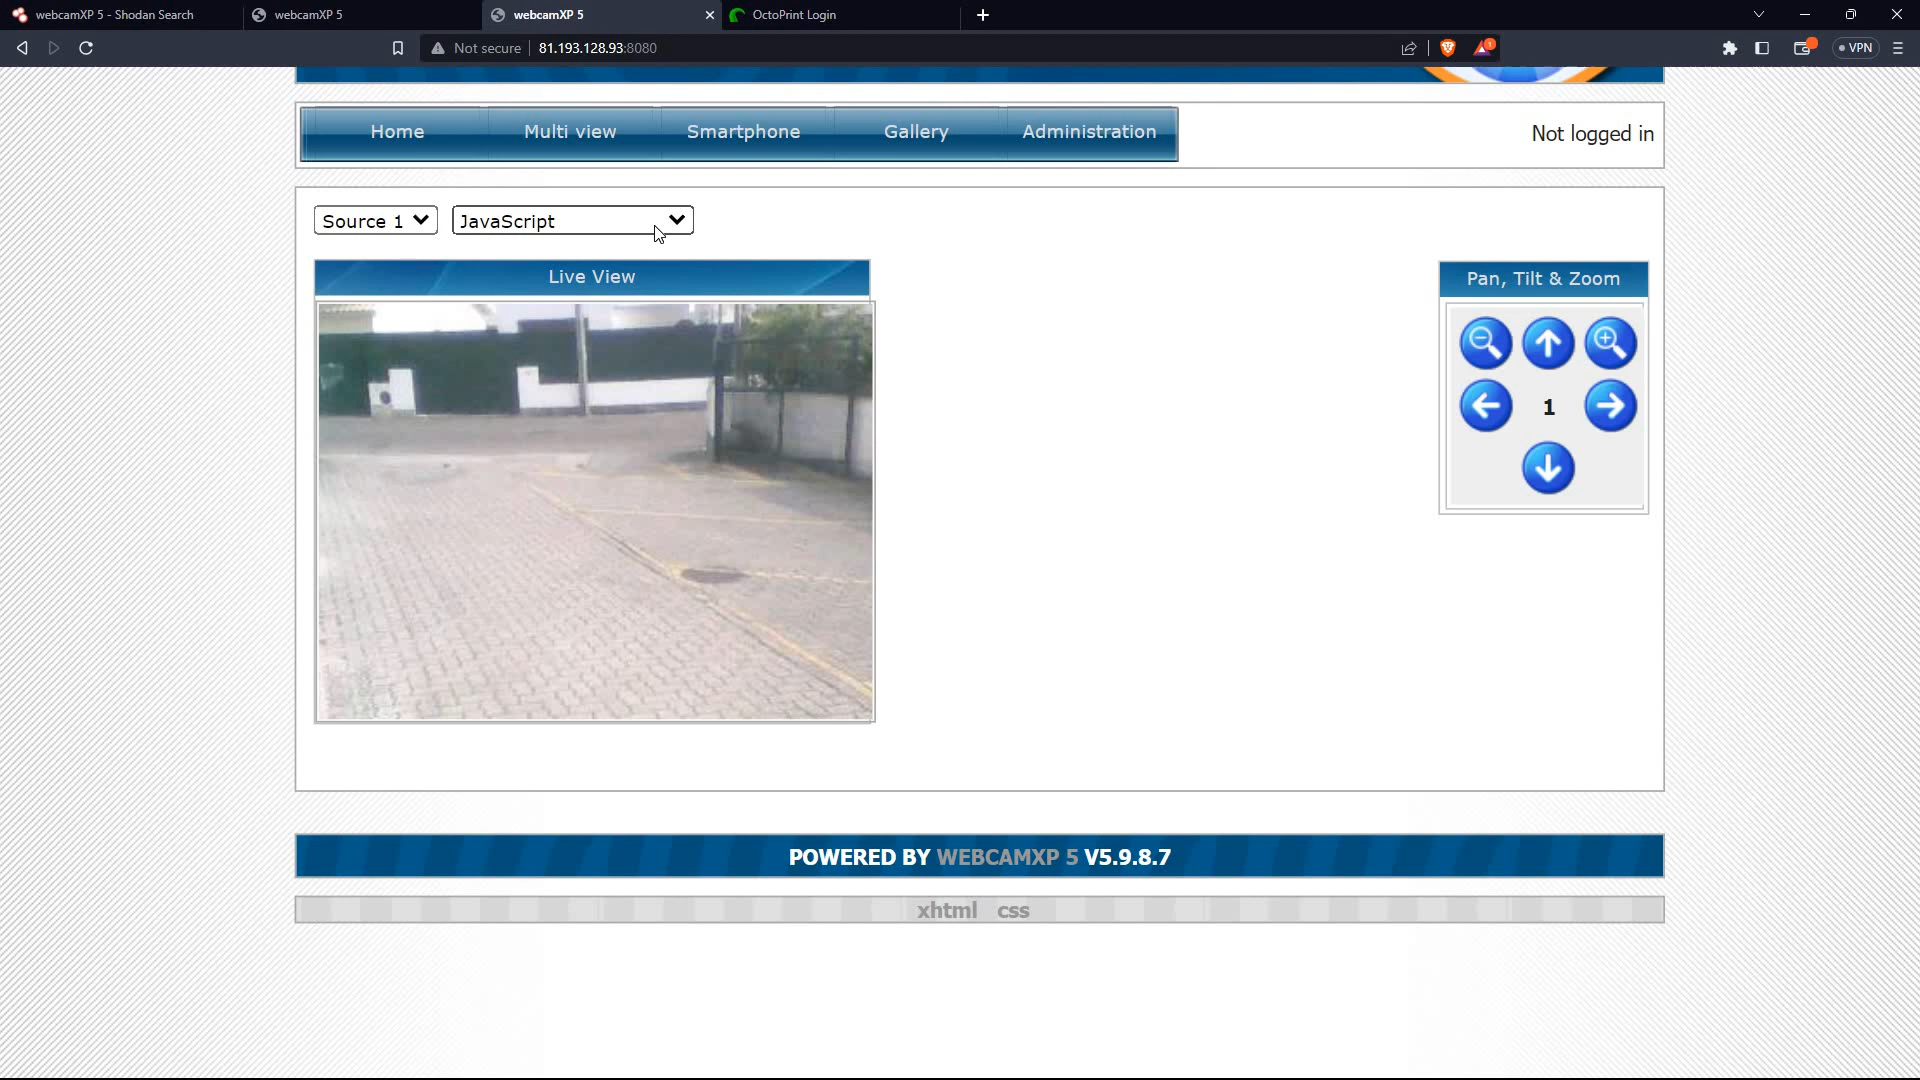 webcamXP 5 - Shodan Search
webcamXP 5
webcamXP 5
OctoPrint Login
Not secure
81.193.128.93:8080
1
VPN
Home
Multi view
Smartphone
Gallery
Administration
Not logged in
Source 1
JavaScript
Live View
Pan, Tilt & Zoom
1
POWERED BY WEBCAMXP 5 V5.9.8.7
xhtml css